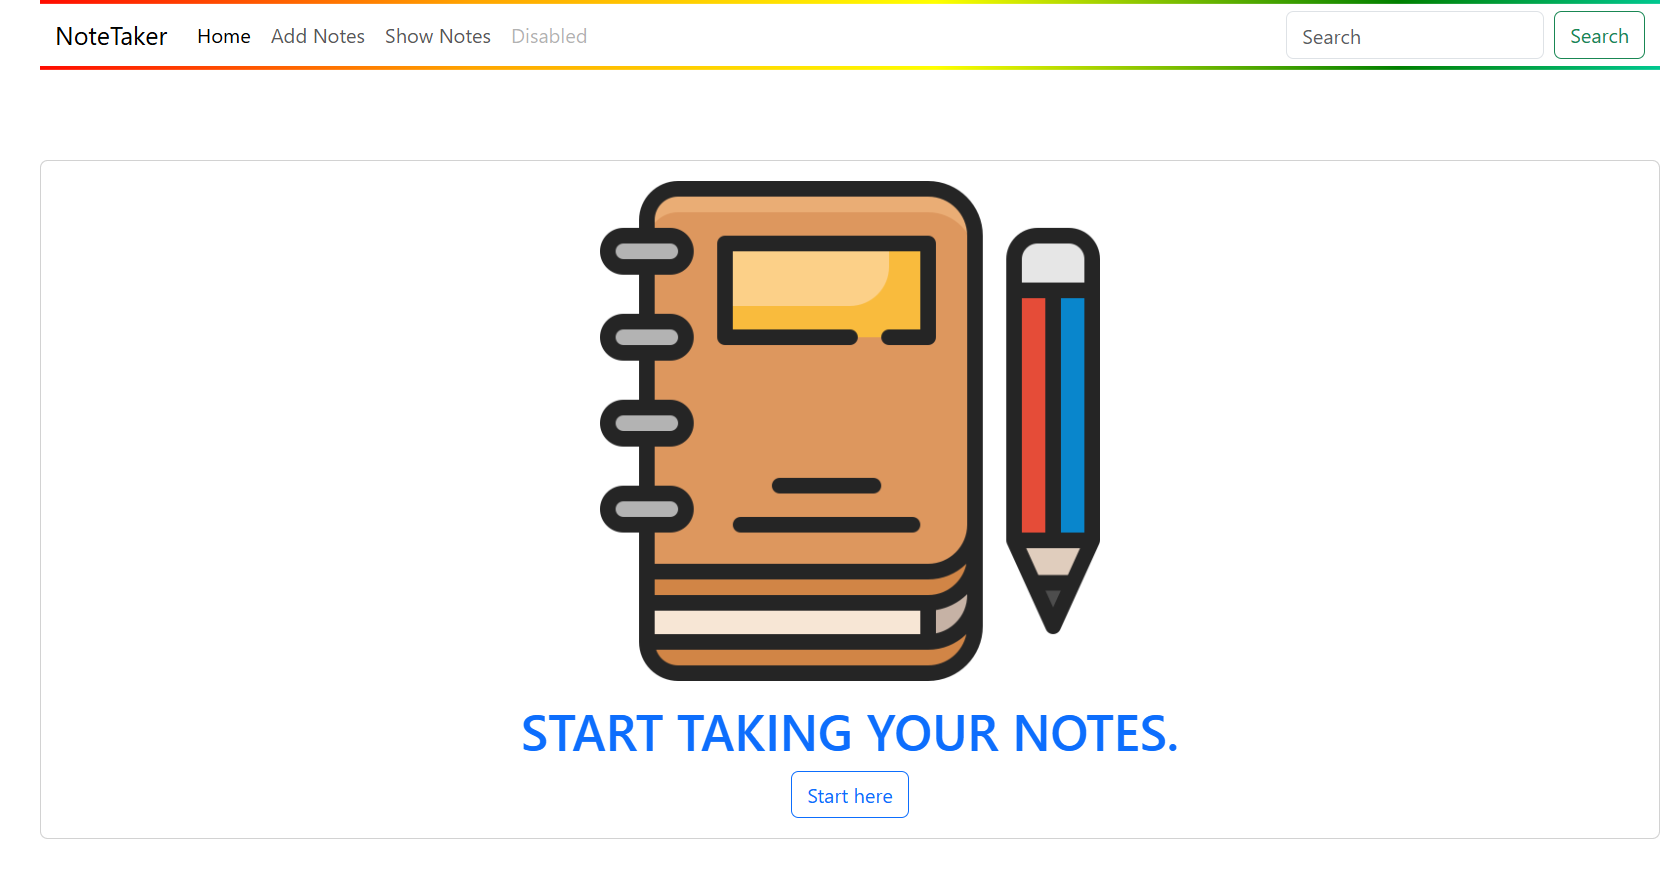 NoteTaker Home Add Notes Show Notes Disabled Search Search
START TAKING YOUR NOTES.
Start here